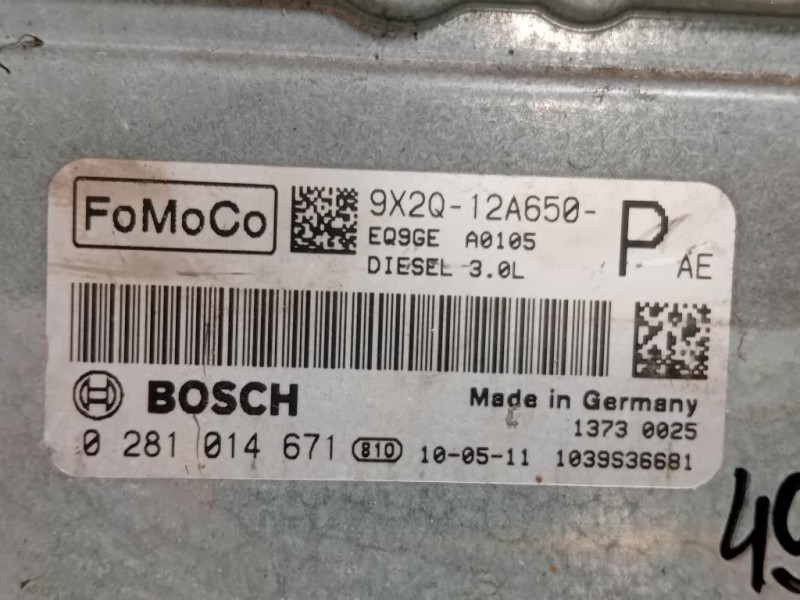 FoMoCo
9X2Q-12A650-
P
AE
EQ9GE A0105
DIESEL 3.0L
BOSCH
Made in Germany
1373 0025
0 281 014 671 810 10-05-11 1039S36681
49